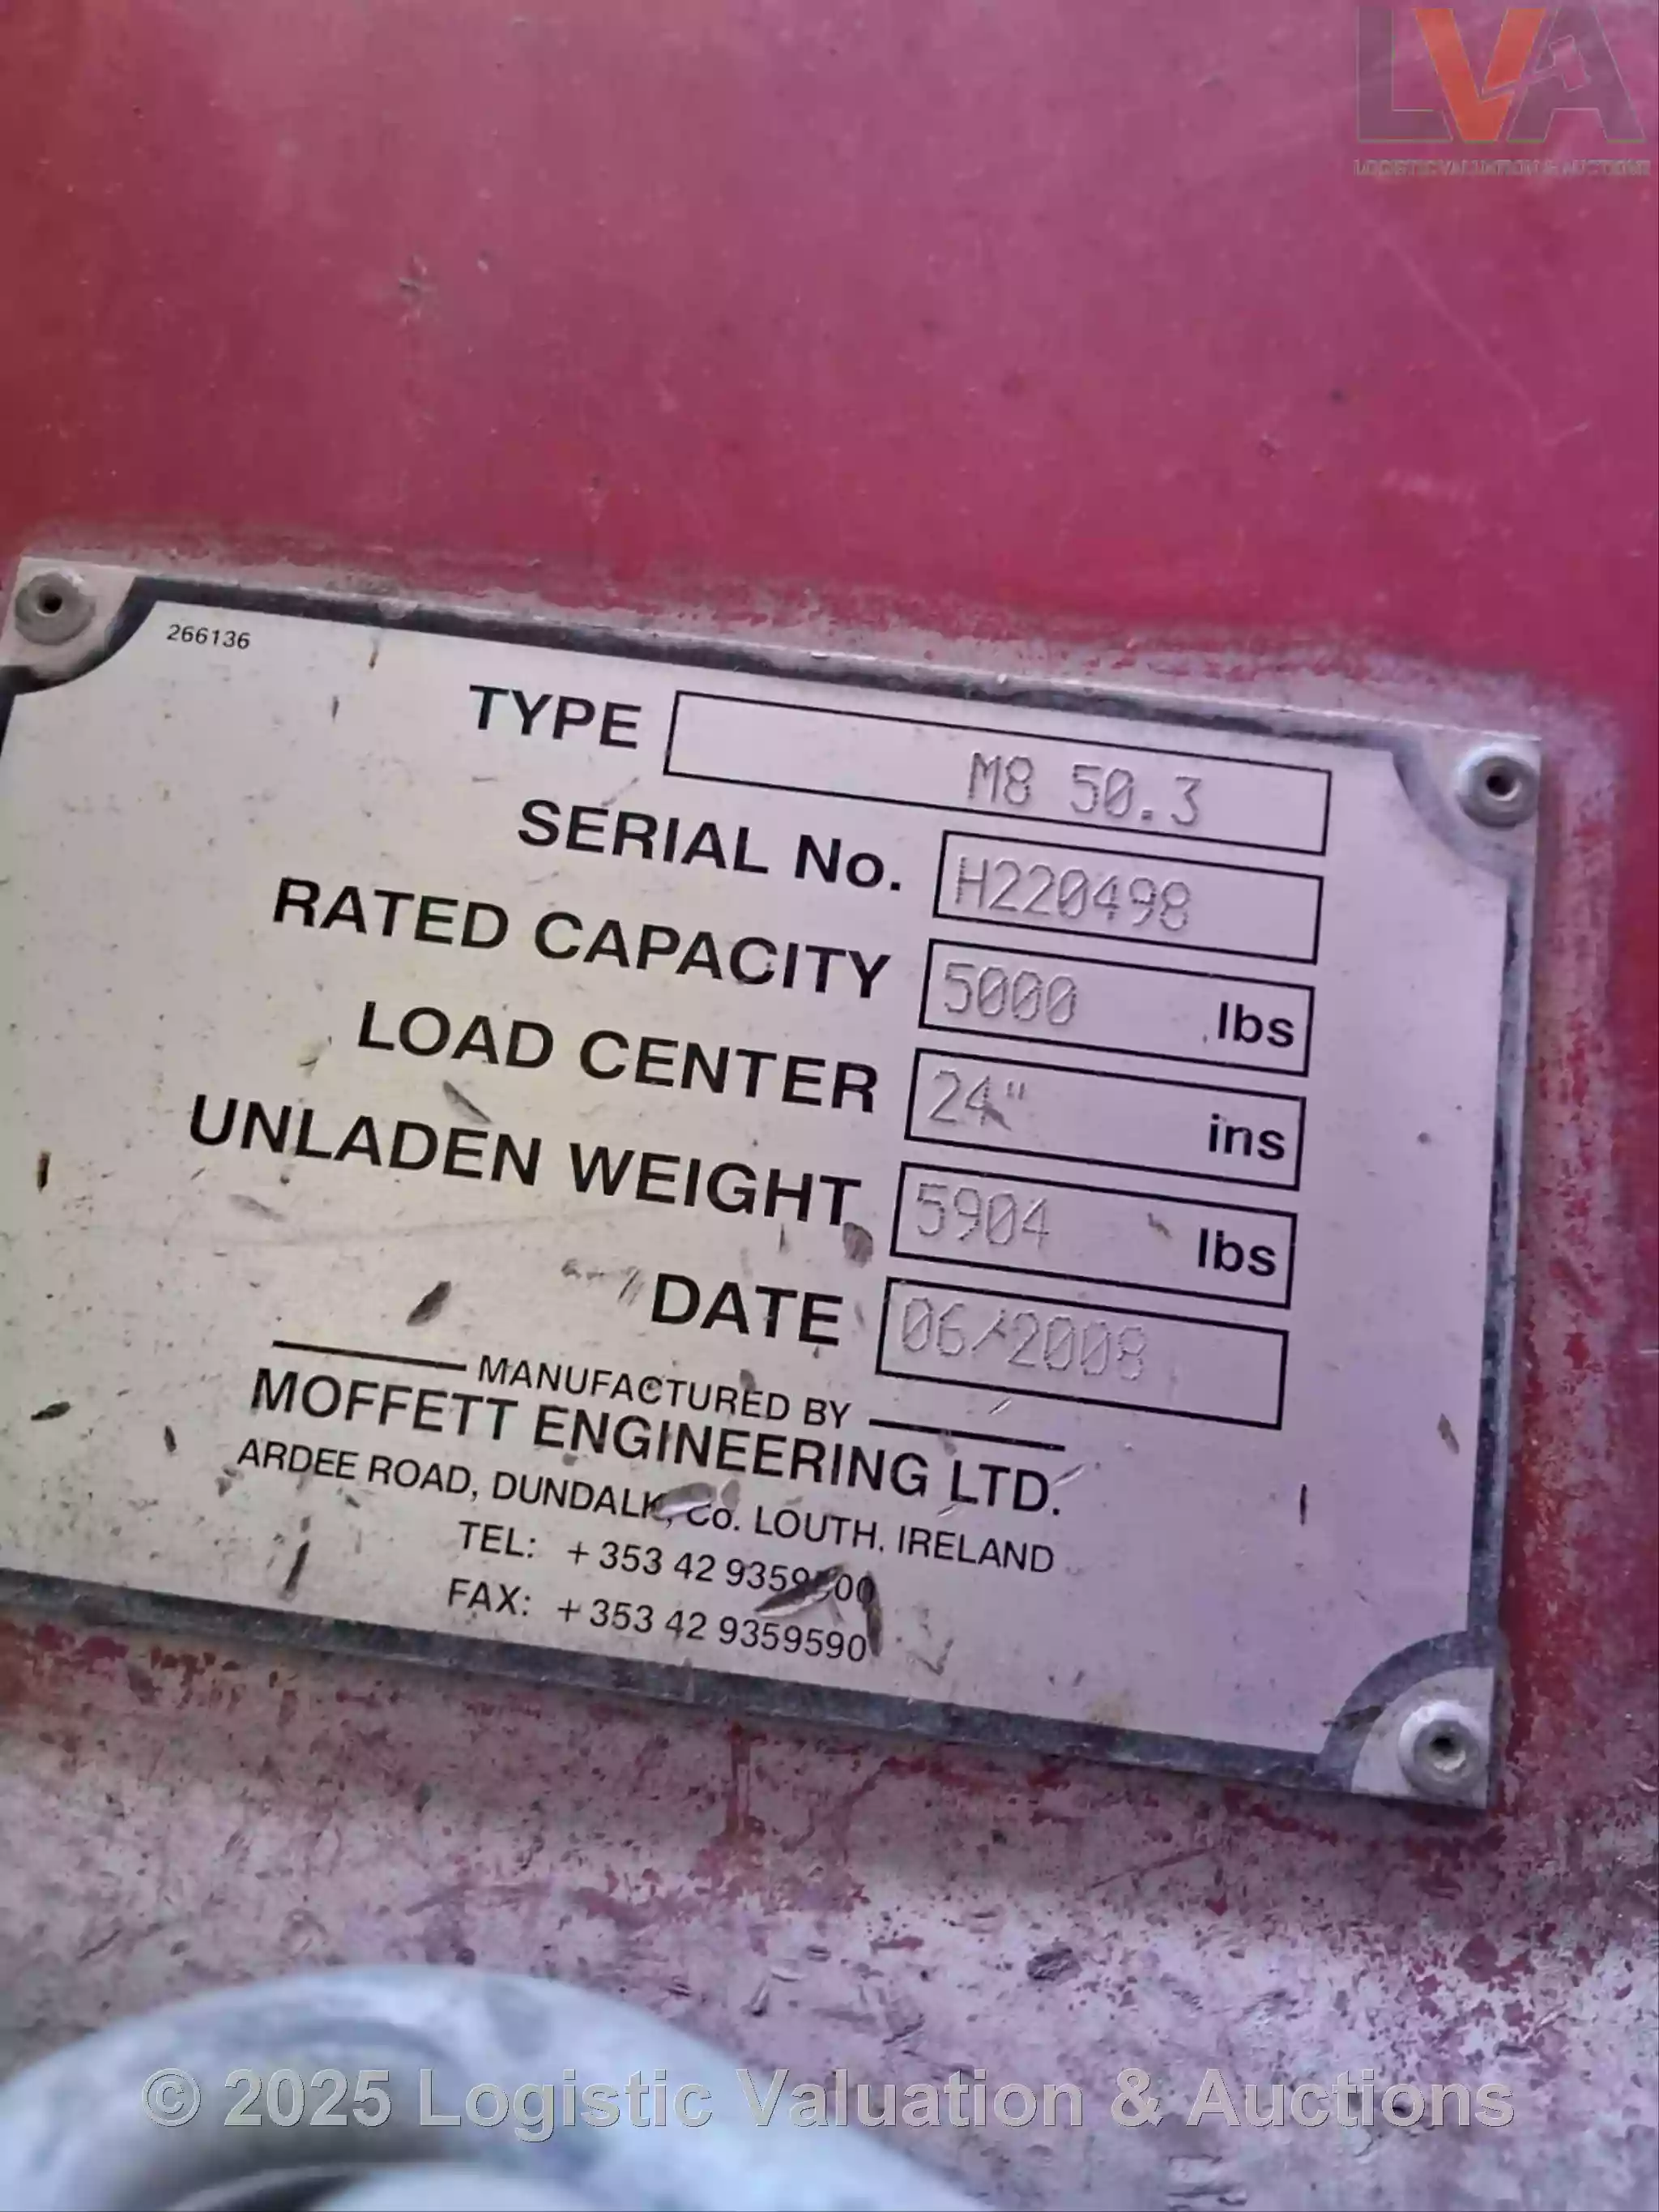 LVA
LOGISTIC VALUATION & AUCTIONS
266136
TYPE M8 50.3
SERIAL No. H220498
RATED CAPACITY 5000 lbs
LOAD CENTER 24" ins
UNLADEN WEIGHT 5904 lbs
DATE 06/2008
MANUFACTURED BY
MOFFETT ENGINEERING LTD.
ARDEE ROAD, DUNDALK, Co. LOUTH, IRELAND
TEL: +353 42
FAX: +353 42 9359590
© 2025 Logistic Valuation & Auctions